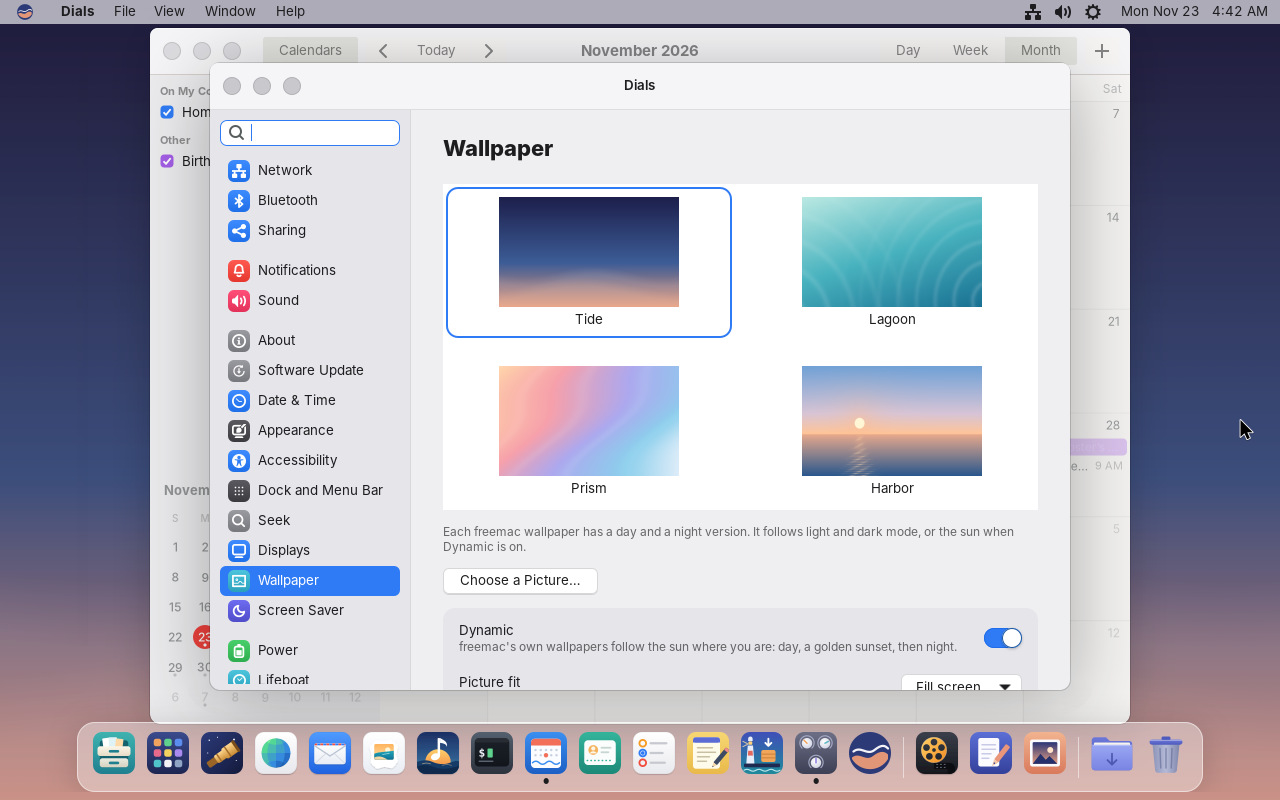 Dials File View Window Help
Mon Nov 23 4:42 AM
Calendars Today November 2026 Day Week Month
On My
Other
Sat
7
14
21
28
9 AM
5
12
Dials
Network
Bluetooth
Sharing
Notifications
Sound
About
Software Update
Date & Time
Appearance
Accessibility
Dock and Menu Bar
Seek
Displays
Wallpaper
Screen Saver
Power
Lifeboat
Wallpaper
Tide
Lagoon
Prism
Harbor
Each freemac wallpaper has a day and a night version. It follows light and dark mode, or the sun when
Dynamic is on.
Choose a Picture...
Dynamic
freemac's own wallpapers follow the sun where you are: day, a golden sunset, then night.
Picture fit
Fill screen
S M
1 2
8 9
15 16
22 23
29 30
6 7 8 9 10 11 12
$